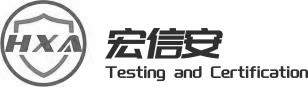 HXA
宏信安
Testing and Certification